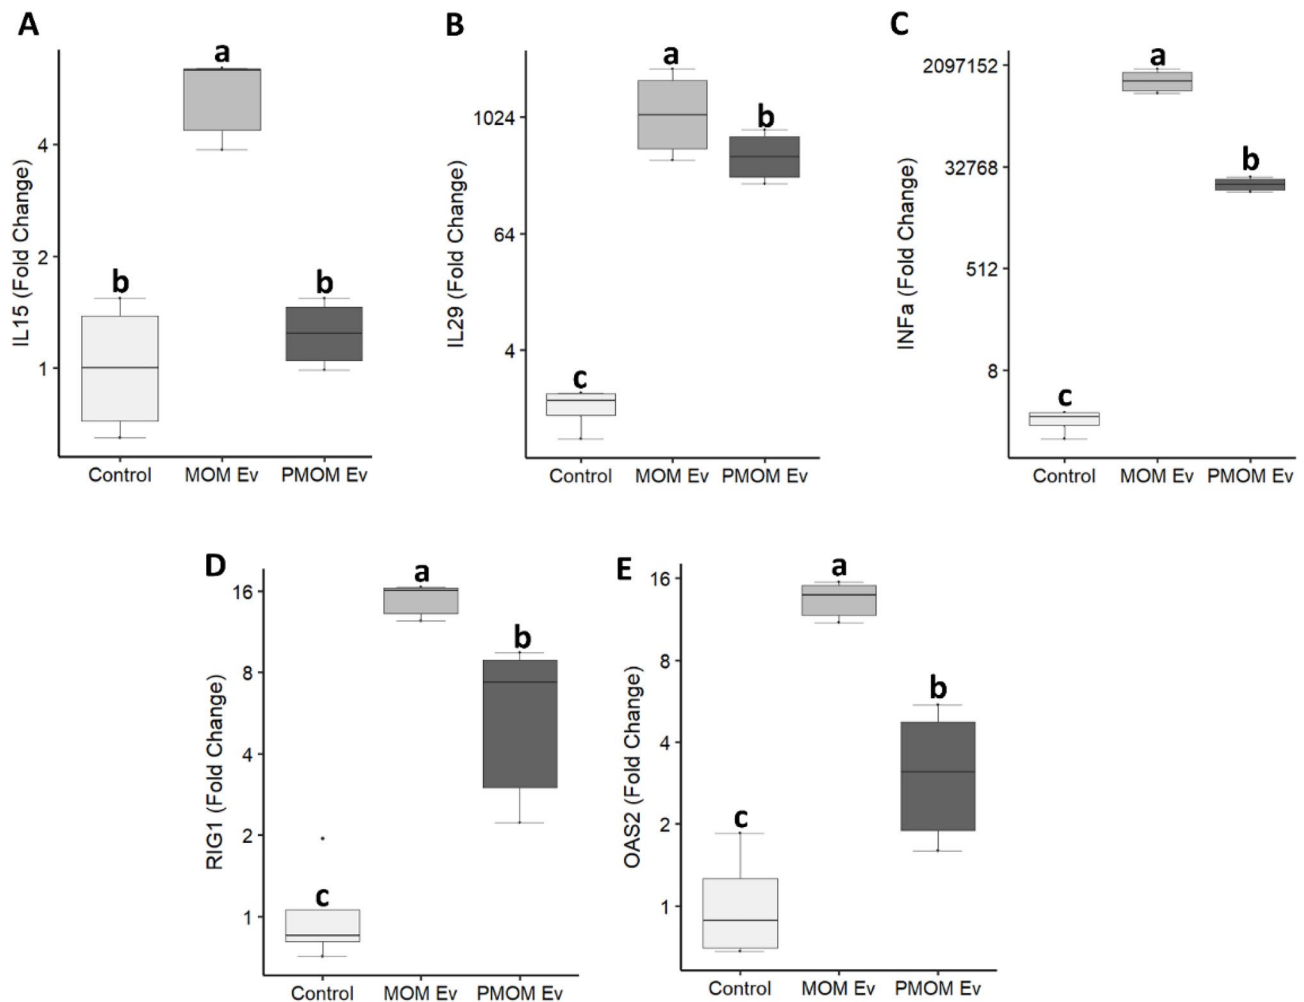 A
IL15 (Fold Change)
4
2
1
a
b
b
Control
MOM Ev
PMOM Ev
B
IL29 (Fold Change)
1024
64
4
a
b
c
Control
MOM Ev
PMOM Ev
C
INFa (Fold Change)
2097152
32768
512
8
a
b
c
Control
MOM Ev
PMOM Ev
D
RIG1 (Fold Change)
16
8
4
2
1
a
b
c
Control
MOM Ev
PMOM Ev
E
OAS2 (Fold Change)
16
8
4
2
1
a
b
c
Control
MOM Ev
PMOM Ev